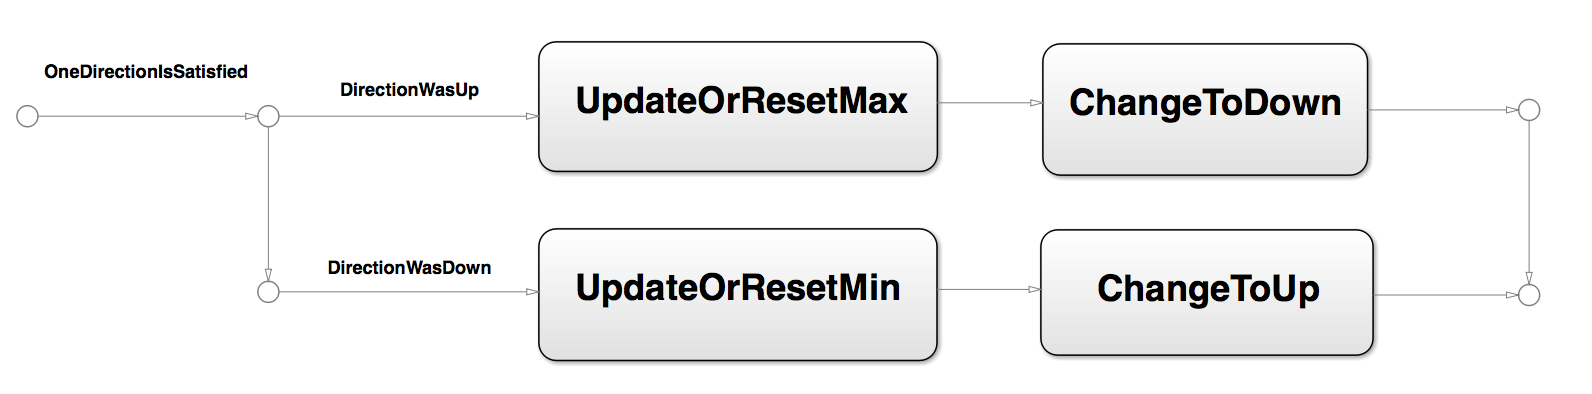 OneDirectionIsSatisfied
DirectionWasUp
UpdateOrResetMax
ChangeToDown
DirectionWasDown
UpdateOrResetMin
ChangeToUp